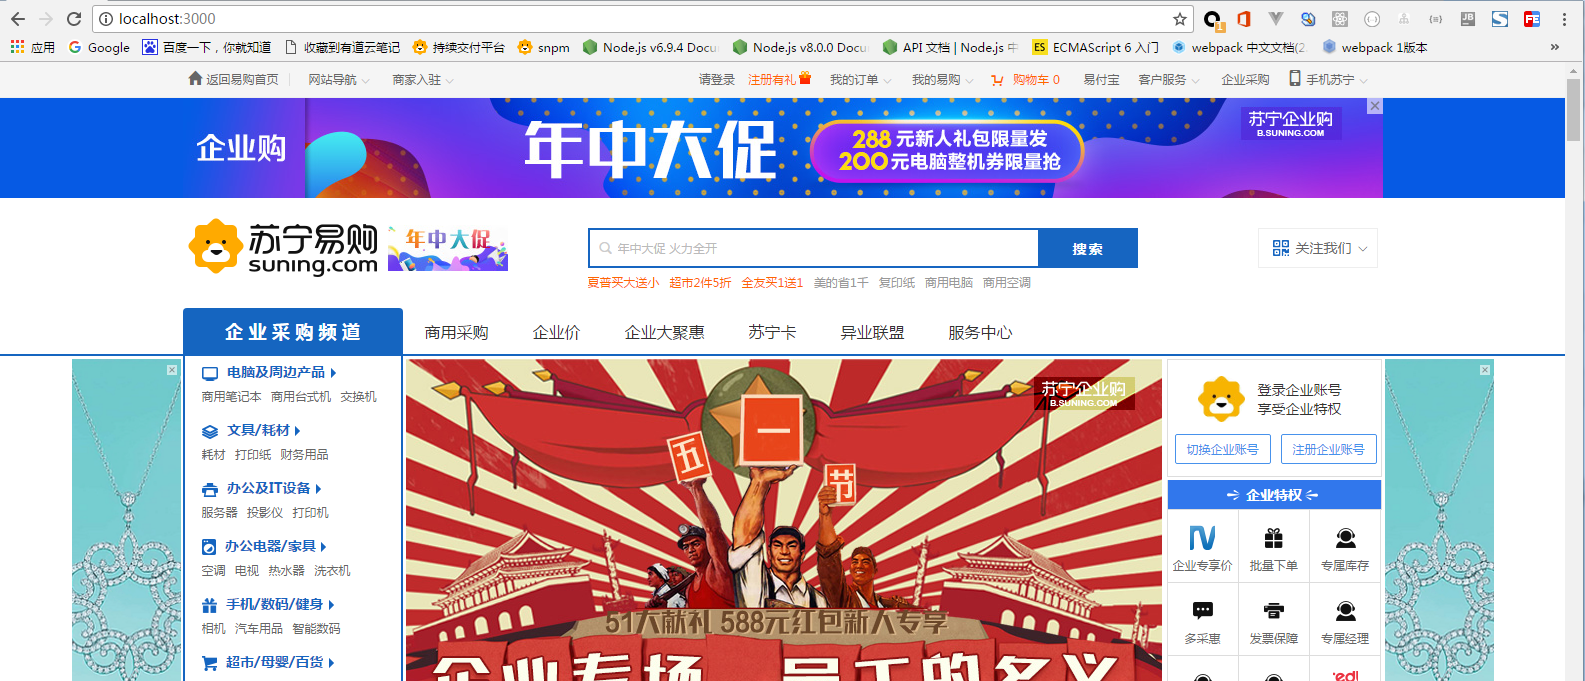 localhost:3000
应用 Google 百度一下，你就知道 收藏到有道云笔记 持续交付平台 snpm Node.js v6.9.4 Docu Node.js v8.0.0 Docu API 文档 | Node.js 中 ES ECMAScript 6 入门 webpack 中文文档(2 webpack 1版本 »
返回易购首页 网站导航 商家入驻 请登录 注册有礼 我的订单 我的易购 购物车 0 易付宝 客户服务 企业采购 手机苏宁
企业购
年中大促
288 元新人礼包限量发
200元电脑整机券限量抢
苏宁企业购
B.SUNING.COM
苏宁易购
suning.com
年中大促
年中大促 火力全开
搜索
关注我们
夏普买大送小 超市2件5折 全友买1送1 美的省1千 复印纸 商用电脑 商用空调
企业采购频道
商用采购 企业价 企业大聚惠 苏宁卡 异业联盟 服务中心
电脑及周边产品
商用笔记本 商用台式机 交换机
文具/耗材
耗材 打印纸 财务用品
办公及IT设备
服务器 投影仪 打印机
办公电器/家具
空调 电视 热水器 洗衣机
手机/数码/健身
相机 汽车用品 智能数码
超市/母婴/百货
苏宁企业购
B.SUNING.COM
五一节
51大献礼 588元红包新人专享
企业专场 员工的名义
登录企业账号
享受企业特权
切换企业账号 注册企业账号
企业特权
企业专享价 批量下单 专属库存
多采惠 发票保障 专属经理